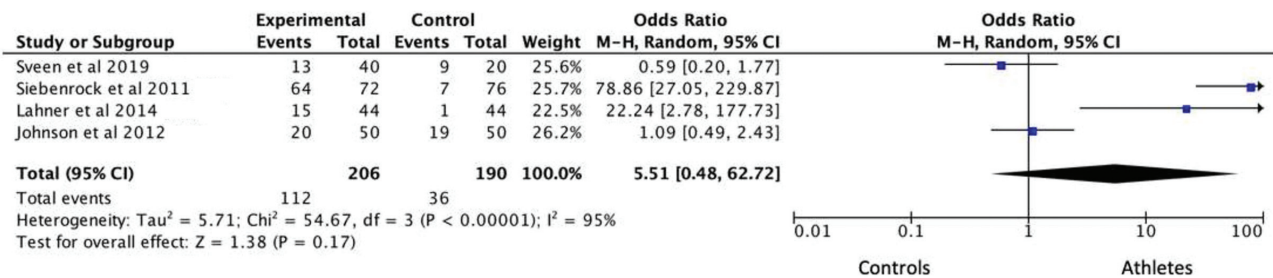 Experimental Control Odds Ratio Odds Ratio
Study or Subgroup Events Total Events Total Weight M-H, Random, 95% CI M-H, Random, 95% CI
Sveen et al 2019 13 40 9 20 25.6% 0.59 [0.20, 1.77]
Siebenrock et al 2011 64 72 7 76 25.7% 78.86 [27.05, 229.87]
Lahner et al 2014 15 44 1 44 22.5% 22.24 [2.78, 177.73]
Johnson et al 2012 20 50 19 50 26.2% 1.09 [0.49, 2.43]
Total (95% CI) 206 190 100.0% 5.51 [0.48, 62.72]
Total events 112 36
Heterogeneity: Tau² = 5.71; Chi² = 54.67, df = 3 (P < 0.00001); I² = 95%
Test for overall effect: Z = 1.38 (P = 0.17)
0.01 0.1 1 10 100
Controls Athletes